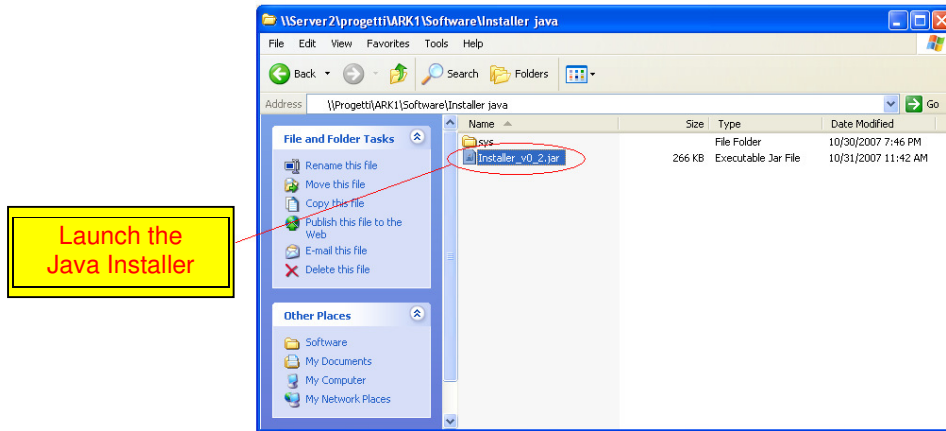 \\Server2\progetti\ARK1\Software\Installer java
File Edit View Favorites Tools Help
Back Search Folders
Address \\Progetti\ARK1\Software\Installer java Go
Name Size Type Date Modified
sys File Folder 10/30/2007 7:46 PM
Installer_v0_2.jar 266 KB Executable Jar File 10/31/2007 11:42 AM
File and Folder Tasks
Rename this file
Move this file
Copy this file
Publish this file to the
Web
E-mail this file
Delete this file
Other Places
Software
My Documents
My Computer
My Network Places
Launch the
Java Installer